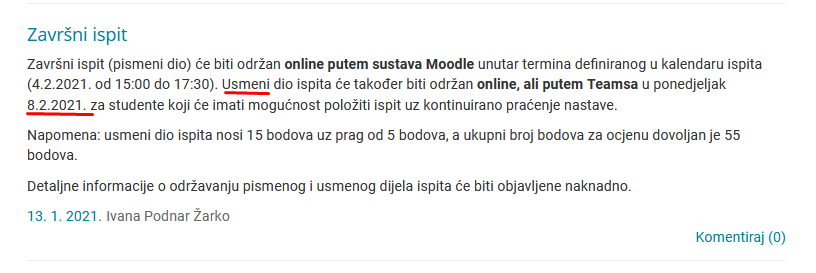 Završni ispit
Završni ispit (pismeni dio) će biti održan online putem sustava Moodle unutar termina definiranog u kalendaru ispita
(4.2.2021. od 15:00 do 17:30). Usmeni dio ispita će također biti održan online, ali putem Teamsa u ponedjeljak
8.2.2021. za studente koji će imati mogućnost položiti ispit uz kontinuirano praćenje nastave.
Napomena: usmeni dio ispita nosi 15 bodova uz prag od 5 bodova, a ukupni broj bodova za ocjenu dovoljan je 55
bodova.
Detaljne informacije o održavanju pismenog i usmenog dijela ispita će biti objavljene naknadno.
13. 1. 2021. Ivana Podnar Žarko
Komentiraj (0)